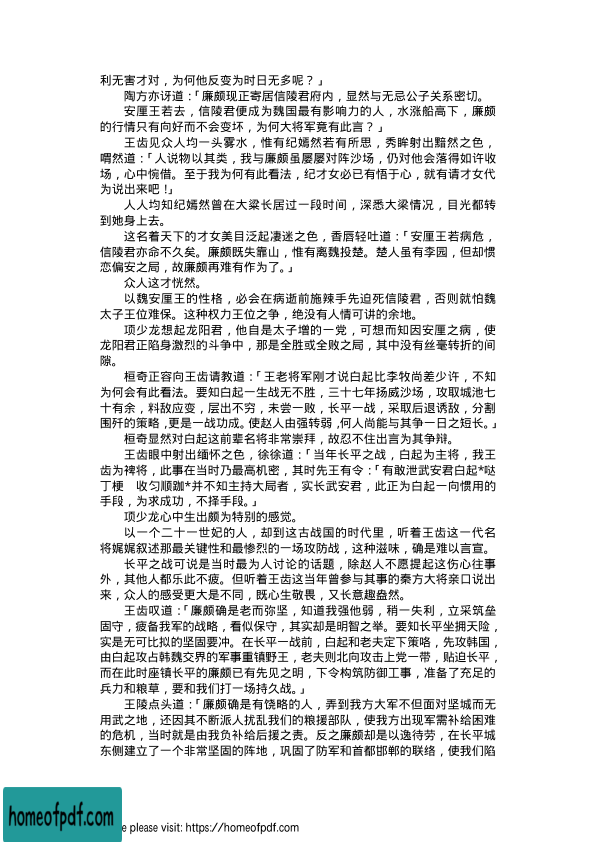 利无害才对，为何他反变为时日无多呢？」
陶方亦讶道：「廉颇现正寄居信陵君府内，显然与无忌公子关系密切。
安厘王若去，信陵君便成为魏国最有影响力的人，水涨船高下，廉颇
的行情只有向好而不会变坏，为何大将军竟有此言？」
王齿见众人均一头雾水，惟有纪嫣然若有所思，秀眸射出黯然之色，
喟然道：「人说物以其类，我与廉颇虽屡屡对阵沙场，仍对他会落得如许收
场，心中惋借。至于我为何有此看法，纪才女必已有悟于心，就有请才女代
为说出来吧！」
人人均知纪嫣然曾在大粱长居过一段时间，深悉大梁情况，目光都转
到她身上去。
这名着天下的才女美目泛起凄迷之色，香唇轻吐道：「安厘王若病危，
信陵君亦命不久矣。廉颇既失靠山，惟有离魏投楚。楚人虽有李园，但却惯
恋偏安之局，故廉颇再难有作为了。」
众人这才恍然。
以魏安厘王的性格，必会在病逝前施辣手先迫死信陵君，否则就怕魏
太子王位难保。这种权力王位之争，绝没有人情可讲的余地。
项少龙想起龙阳君，他自是太子增的一党，可想而知因安厘之病，使
龙阳君正陷身激烈的斗争中，那是全胜或全败之局，其中没有丝毫转折的间
隙。
桓奇正容向王齿请教道：「王老将军刚才说白起比李牧尚差少许，不知
为何会有此看法。要知白起一生战无不胜，三十七年扬威沙场，攻取城池七
十有余，料敌应变，层出不穷，未尝一败，长平一战，采取后退诱敌，分割
围歼的策略，更是一战功成。使赵人由强转弱，何人尚能与其争一日之短长。」
桓奇显然对白起这前辈名将非常崇拜，故忍不住出言为其争辩。
王齿眼中射出缅怀之色，徐徐道：「当年长平之战，白起为主将，我王
齿为裨将，此事在当时乃最高机密，其时先王有令：「有敢泄武安君白起*哒
丁梗　收匀顺跏*并不知主持大局者，实长武安君，此正为白起一向惯用的
手段，为求成功，不择手段。」
项少龙心中生出颇为特别的感觉。
以一个二十一世妃的人，却到这古战国的时代里，听着王齿这一代名
将娓娓叙述那最关键性和最惨烈的一场攻防战，这种滋味，确是难以言宣。
长平之战可说是当时最为人讨论的话题，除赵人不愿提起这伤心往事
外，其他人都乐此不疲。但听着王齿这当年曾参与其事的秦方大将亲口说出
来，众人的感受更大是不同，既心生敬畏，又长意趣盎然。
王齿叹道：「廉颇确是老而弥坚，知道我强他弱，稍一失利，立采筑垒
固守，疲备我军的战略，看似保守，其实却是明智之举。要知长平坐拥天险，
实是无可比拟的坚固要冲。在长平一战前，白起和老夫定下策咯，先攻韩国，
由白起攻占韩魏交界的军事重镇野王，老夫则北向攻击上党一带，贴迫长平，
而在此时座镇长平的廉颇已有先见之明，下令构筑防御工事，准备了充足的
兵力和粮草，要和我们打一场持久战。」
王陵点头道：「廉颇确是有饶略的人，弄到我方大军不但面对坚城而无
用武之地，还因其不断派人扰乱我们的粮援部队，使我方出现军需补给困难
的危机，当时就是由我负补给后援之责。反之廉颇却是以逸待劳，在长平城
东侧建立了一个非常坚固的阵地，巩固了防军和首都邯郸的联络，使我们陷
homeofpdf.com
e please visit: https://homeofpdf.com